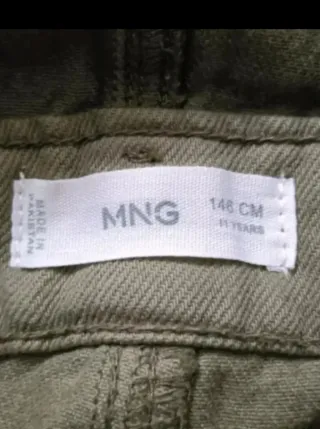 MADE IN
PAKISTAN
MNG
146 CM
11 YEARS